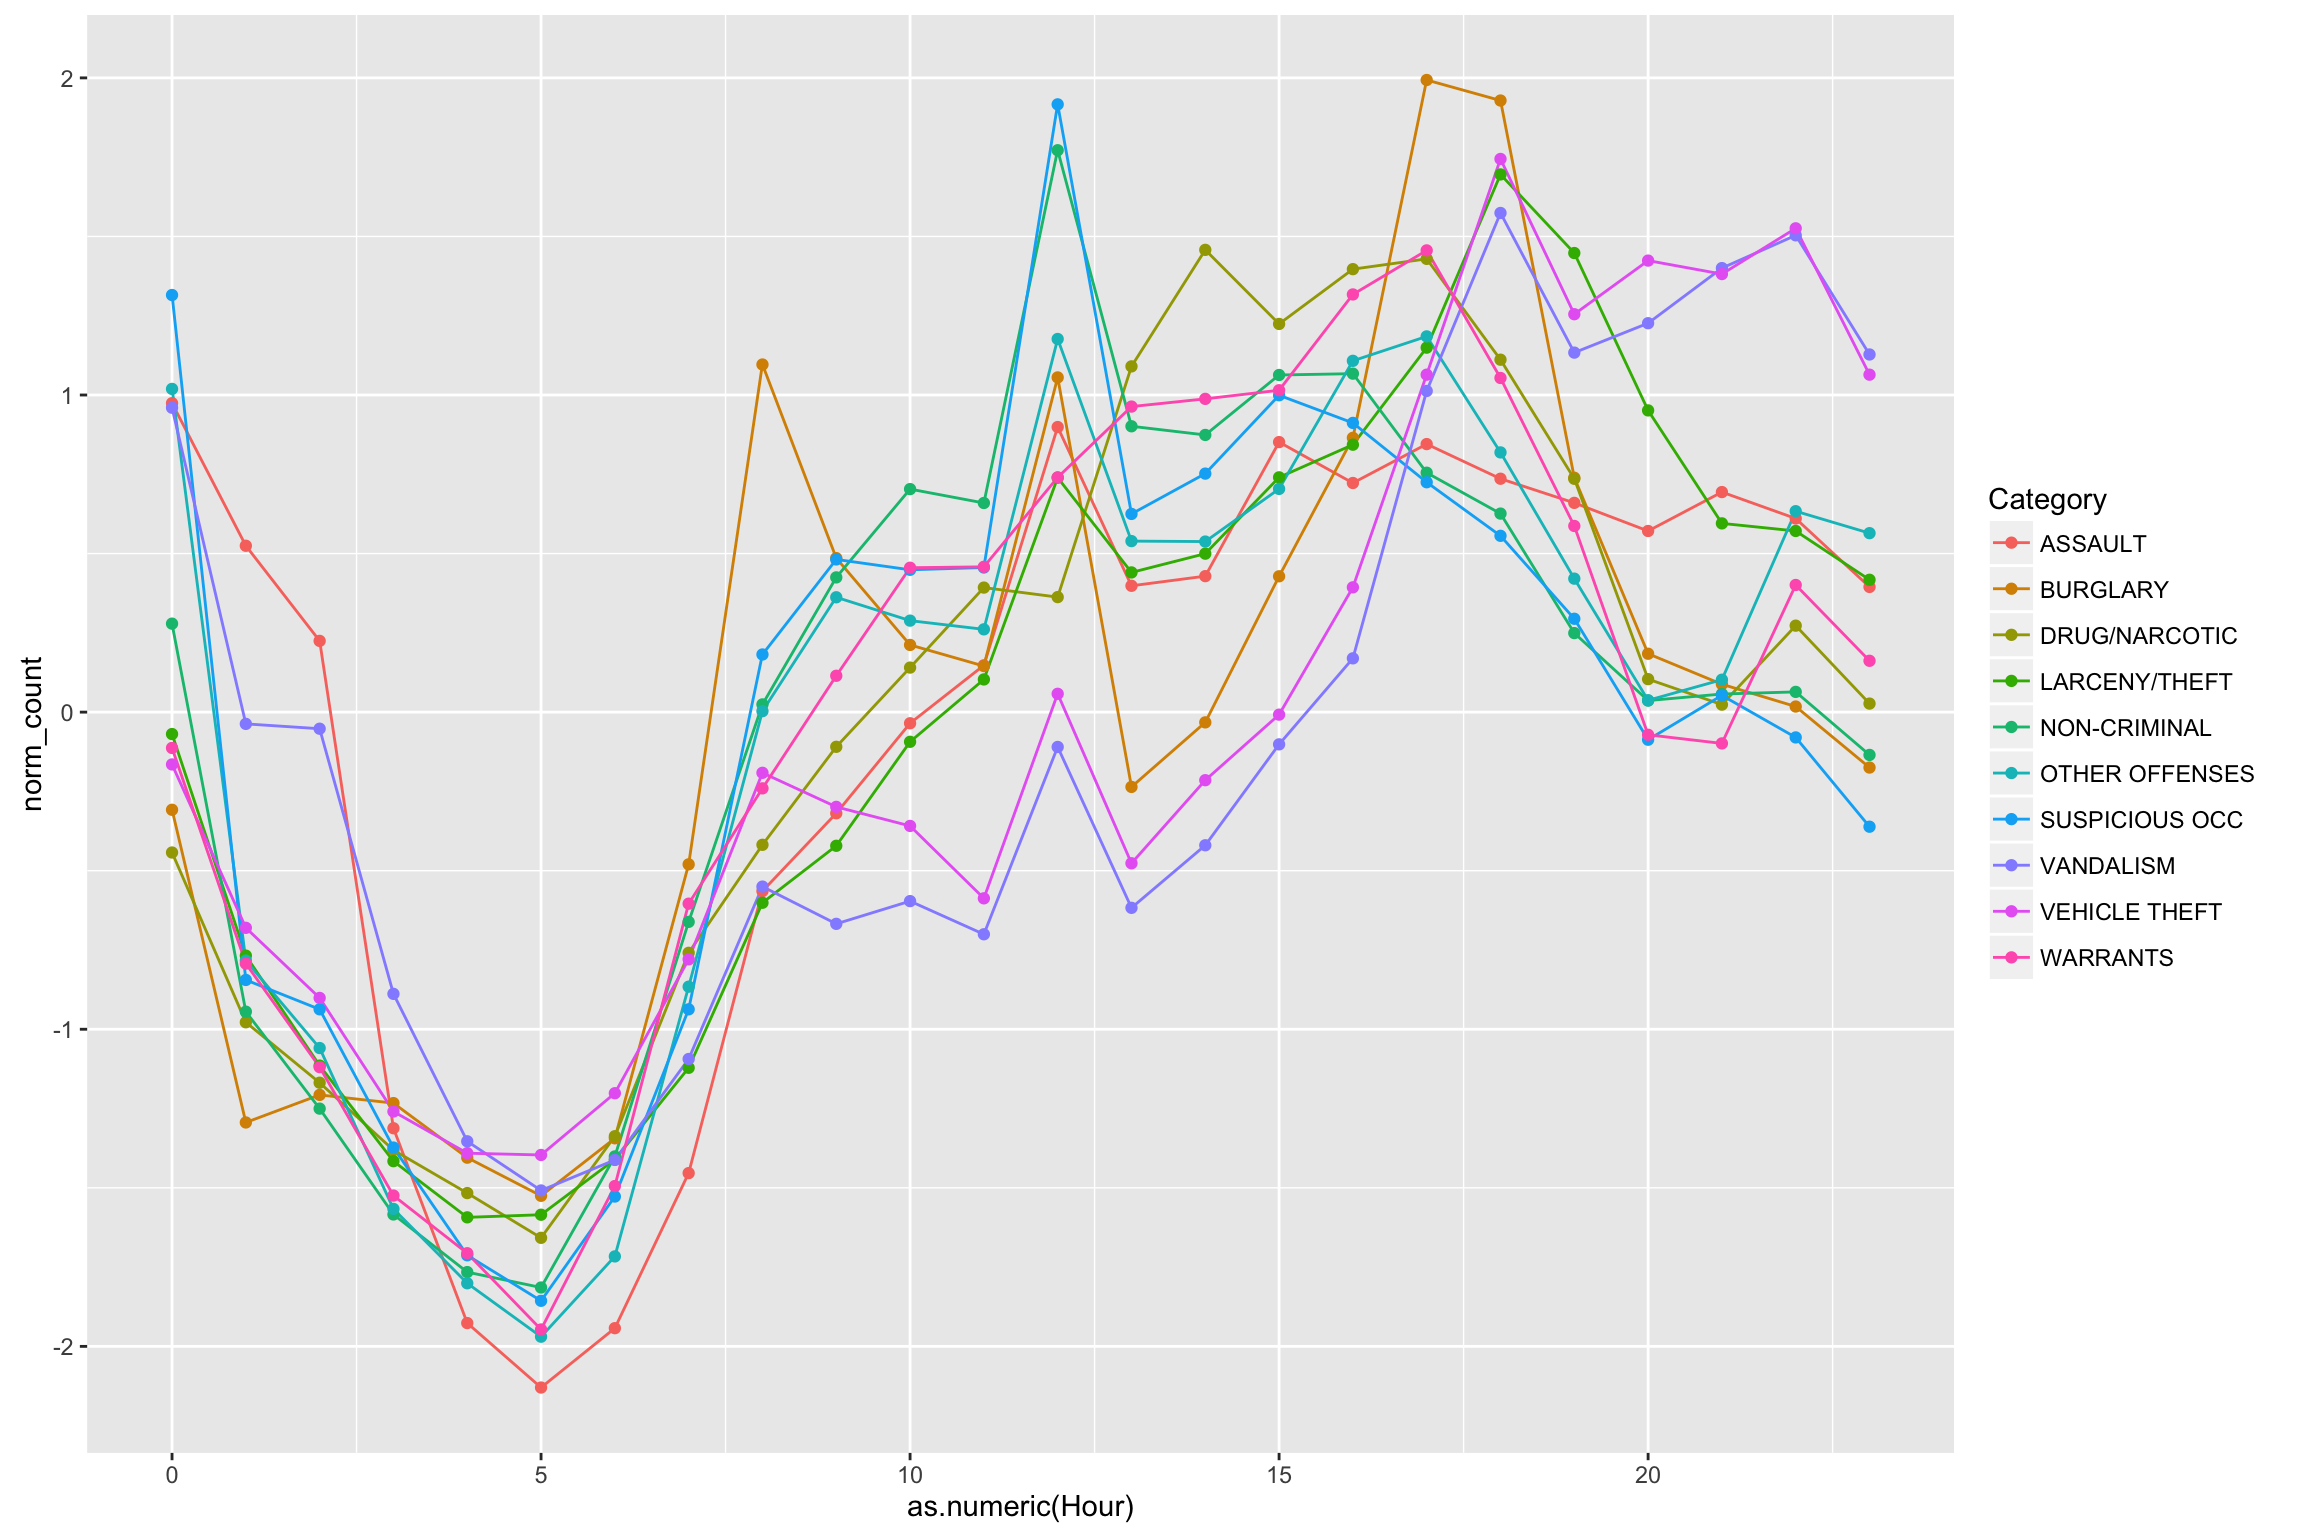 norm_count
2
1
0
-1
-2
0 5 10 15 20
as.numeric(Hour)
Category
ASSAULT
BURGLARY
DRUG/NARCOTIC
LARCENY/THEFT
NON-CRIMINAL
OTHER OFFENSES
SUSPICIOUS OCC
VANDALISM
VEHICLE THEFT
WARRANTS